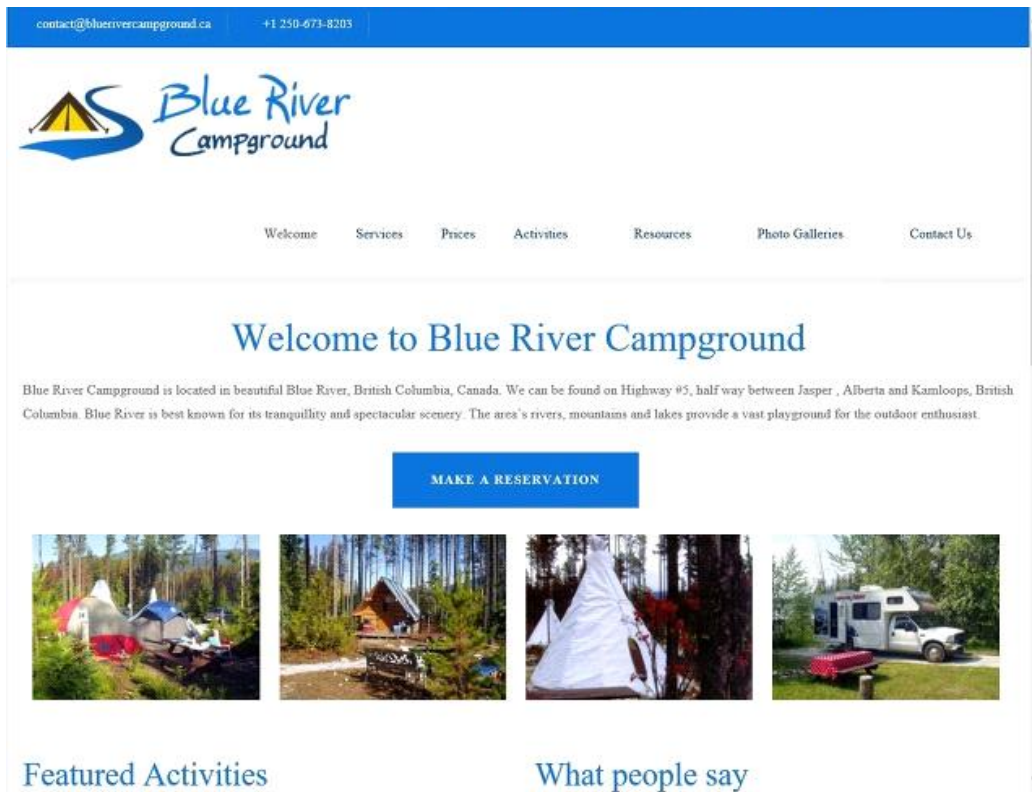 contact@bluerivercampground.ca +1 250-673-8203
Blue River
Campground
Welcome Services Prices Activities Resources Photo Galleries Contact Us
Welcome to Blue River Campground
Blue River Campground is located in beautiful Blue River, British Columbia, Canada. We can be found on Highway #5, half way between Jasper , Alberta and Kamloops, British
Columbia. Blue River is best known for its tranquillity and spectacular scenery. The area's rivers, mountains and lakes provide a vast playground for the outdoor enthusiast.
MAKE A RESERVATION
Featured Activities What people say